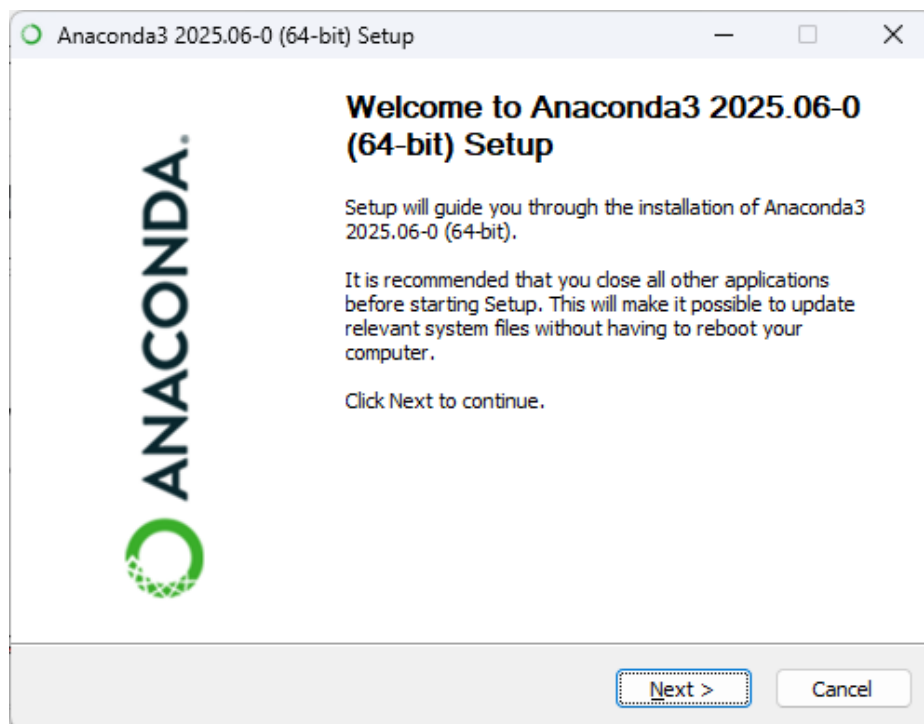 Anaconda3 2025.06-0 (64-bit) Setup
ANACONDA.
Welcome to Anaconda3 2025.06-0
(64-bit) Setup
Setup will guide you through the installation of Anaconda3
2025.06-0 (64-bit).
It is recommended that you close all other applications
before starting Setup. This will make it possible to update
relevant system files without having to reboot your
computer.
Click Next to continue.
Next >
Cancel